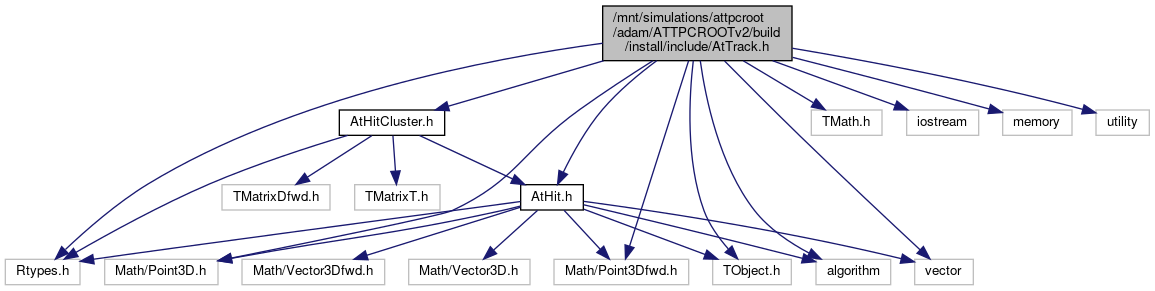 /mnt/simulations/attpcroot
/adam/ATTPCROOTv2/build
/install/include/AtTrack.h
AtHitCluster.h
TMath.h
iostream
memory
utility
TMatrixDfwd.h
TMatrixT.h
AtHit.h
Rtypes.h
Math/Point3D.h
Math/Vector3Dfwd.h
Math/Vector3D.h
Math/Point3Dfwd.h
TObject.h
algorithm
vector